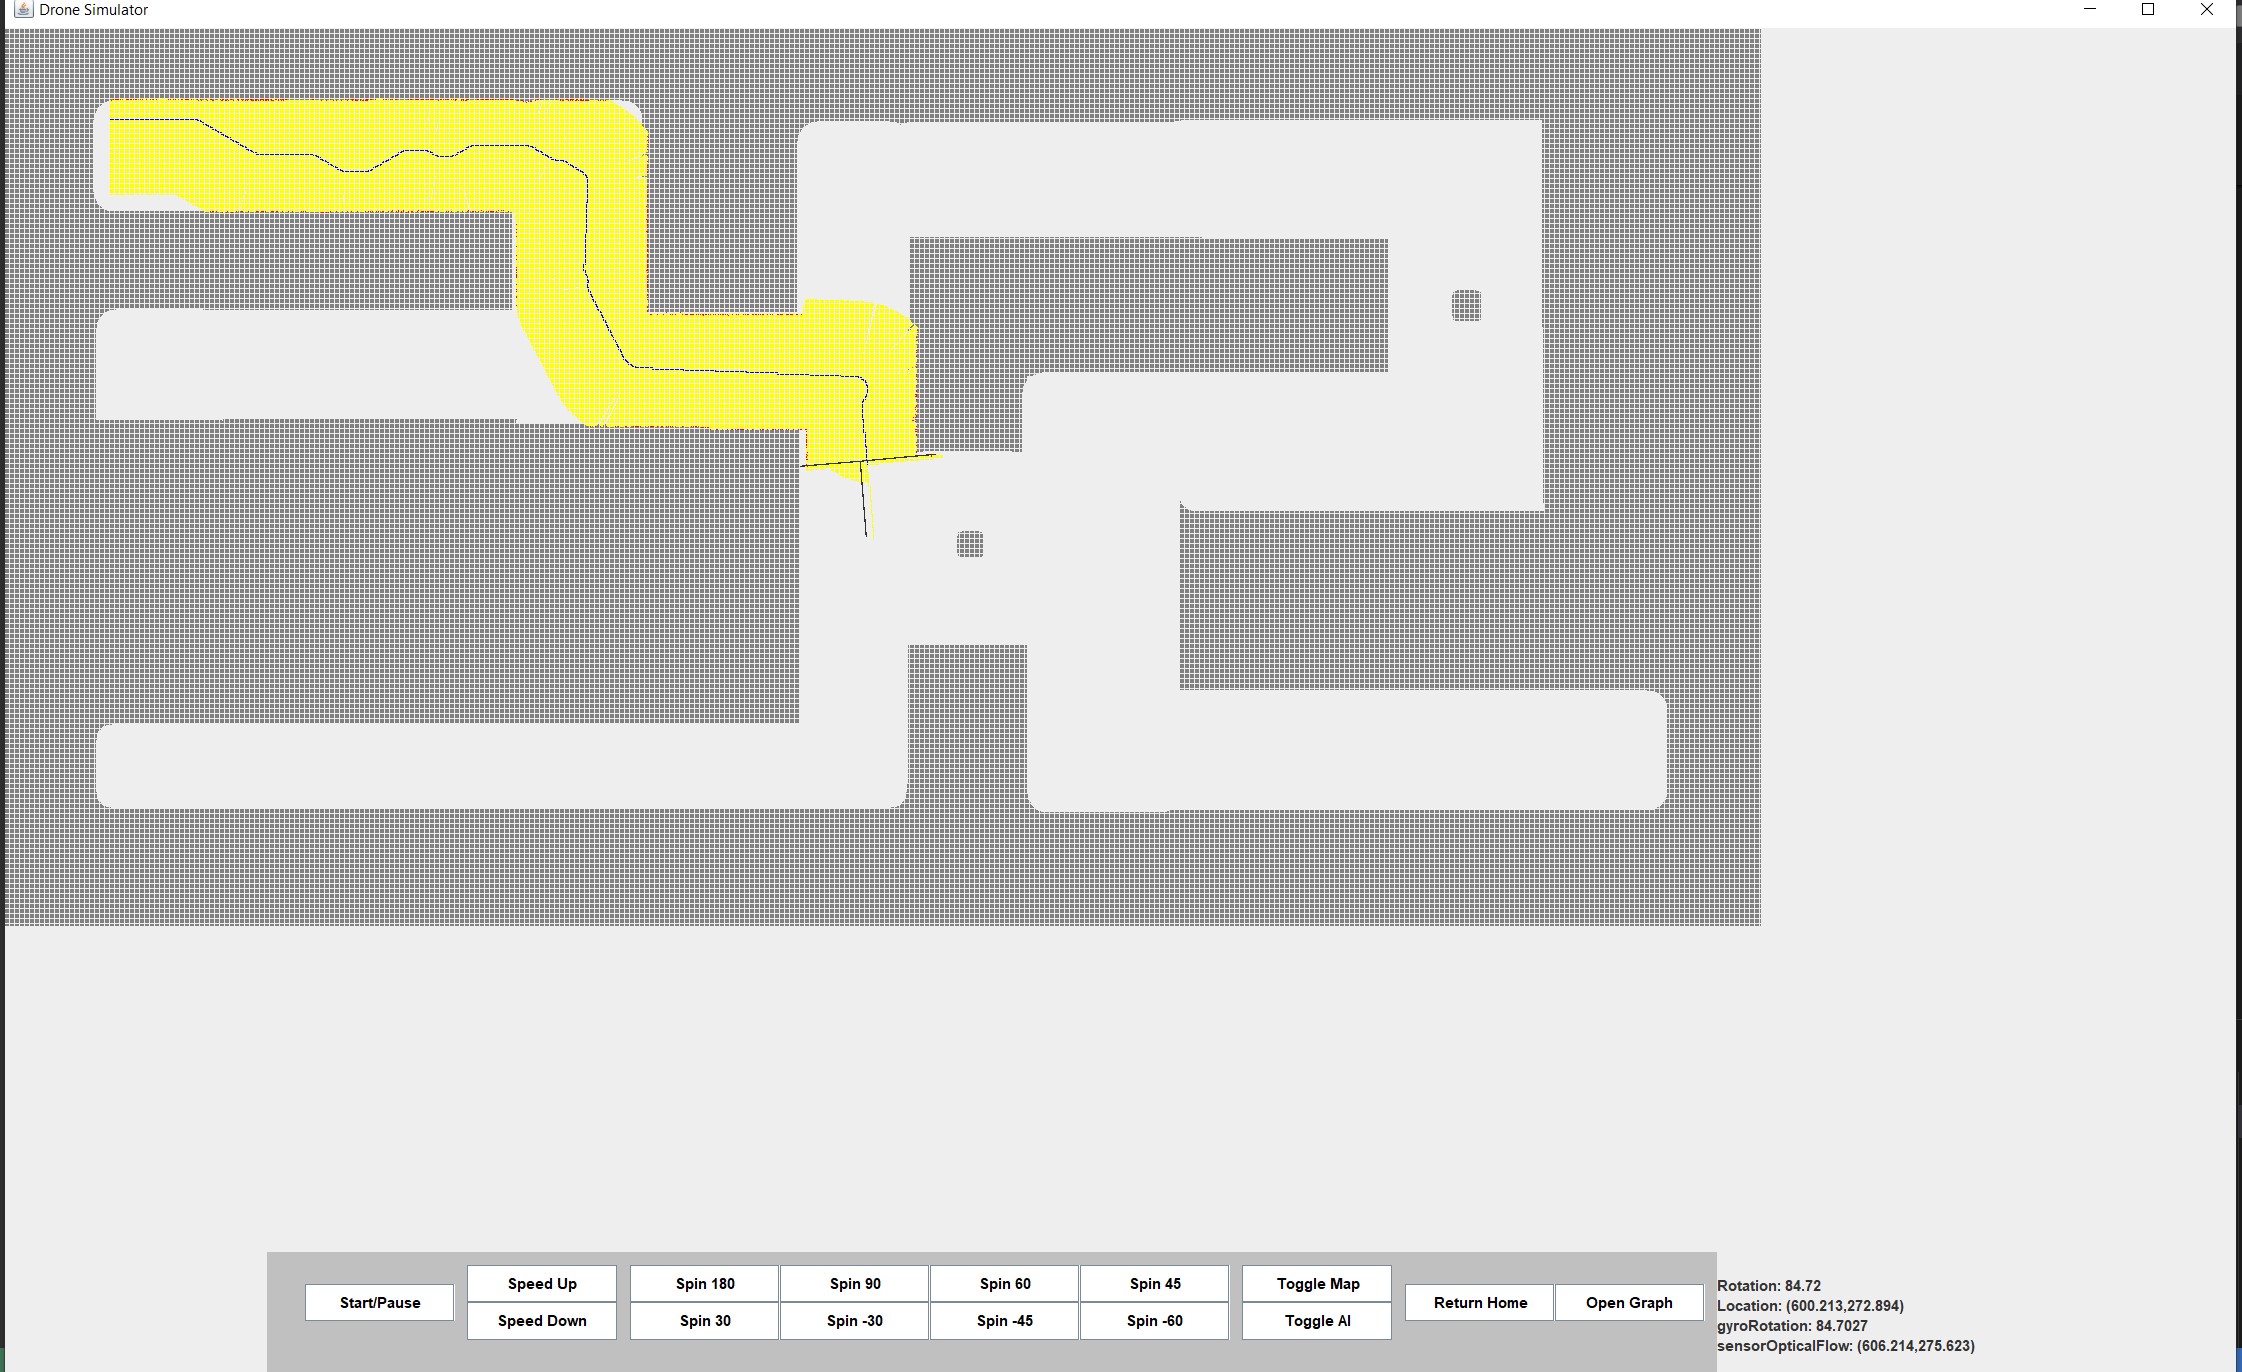 Drone Simulator
Start/Pause
Speed Up
Speed Down
Spin 180
Spin 90
Spin 60
Spin 45
Spin 30
Spin -30
Spin -45
Spin -60
Toggle Map
Toggle AI
Return Home
Open Graph
Rotation: 84.72
Location: (600.213,272.894)
gyroRotation: 84.7027
sensorOpticalFlow: (606.214,275.623)